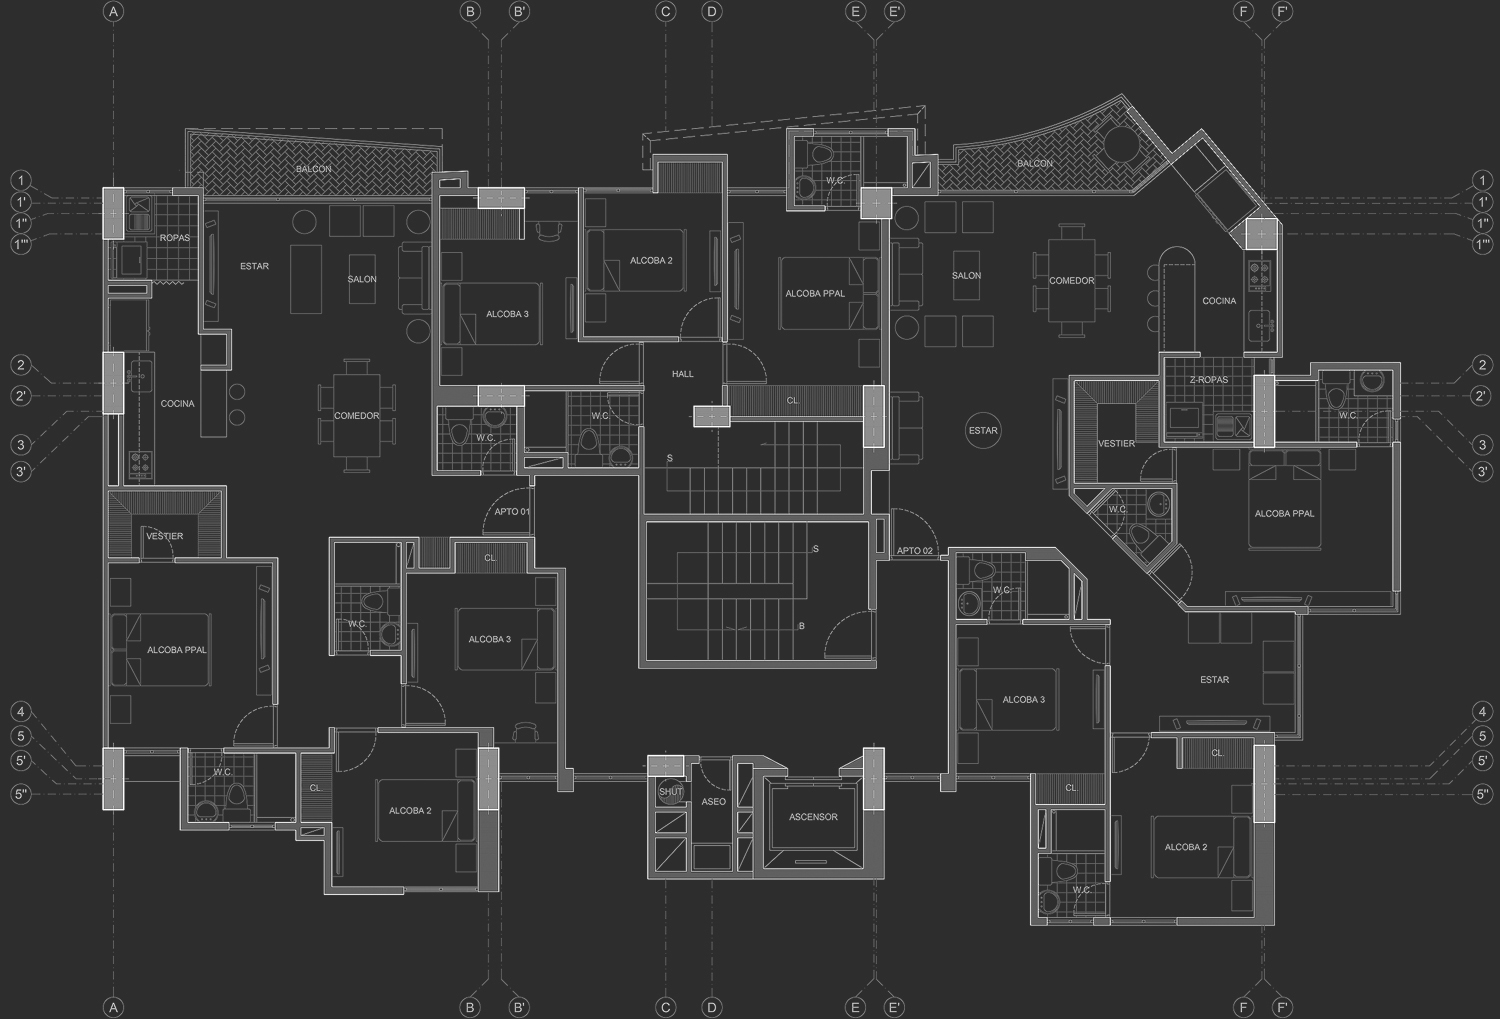 A B B' C D E E' F F'
BALCON
BALCON
W.C.
1 1
1' 1'
1" 1"
1"' 1"'
ROPAS
ESTAR
SALON
ALCOBA 3
ALCOBA 2
ALCOBA PPAL
SALON
COMEDOR
COCINA
HALL
2 2
2' 2'
Z-ROPAS
COCINA
COMEDOR
CL.
W.C.
W.C.
ESTAR
VESTIER
W.C.
3 3
3' 3'
S
APTO 01
ALCOBA PPAL
W.C.
VESTIER
CL.
S
APTO 02
W.C.
W.C.
B
ALCOBA PPAL
ALCOBA 3
ESTAR
ALCOBA 3
4 4
5 5
5' 5'
5" 5"
W.C.
CL.
ALCOBA 2
SHUT
ASEO
ASCENSOR
CL.
CL.
ALCOBA 2
W.C.
A B B' C D E E' F F'